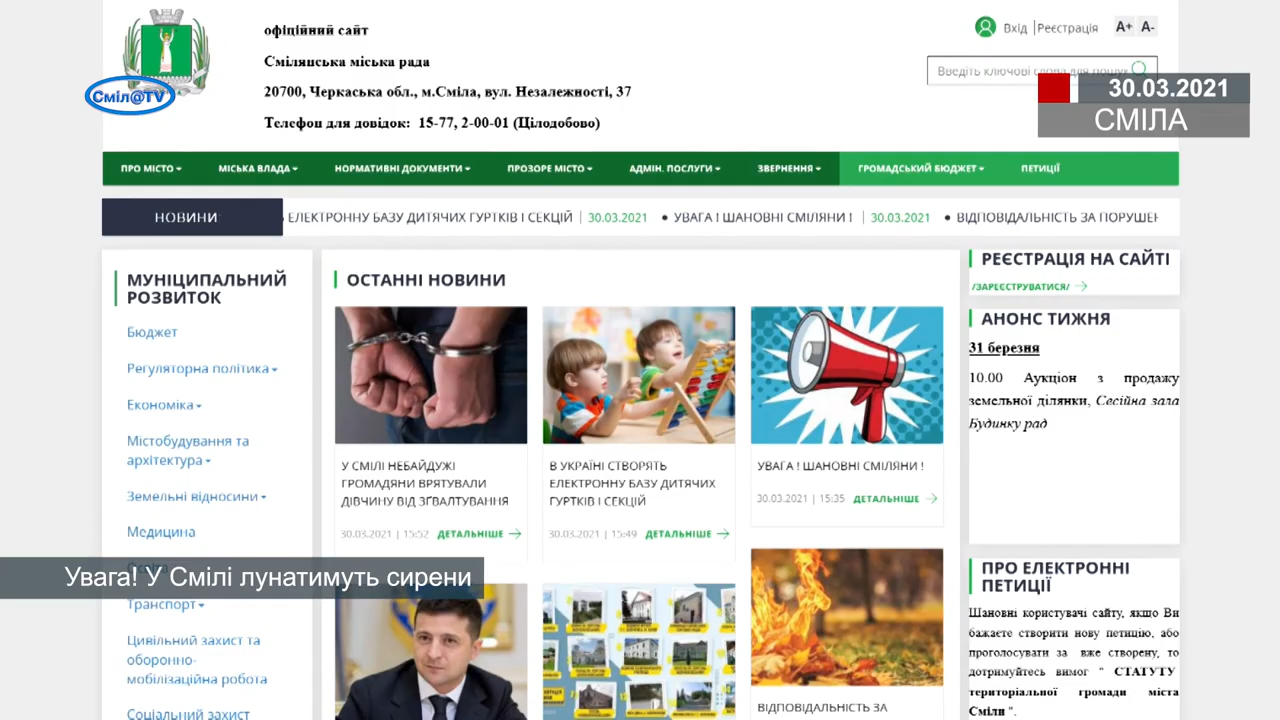 офіційний сайт
Смілянська міська рада
20700, Черкаська обл., м.Сміла, вул. Незалежності, 37
Телефон для довідок: 15-77, 2-00-01 (Цілодобово)
Сміл@TV
Вхід | Реєстрація A+ A-
Введіть ключові слова для пошук
30.03.2021
СМІЛА
ПРО МІСТО МІСЬКА ВЛАДА НОРМАТИВНІ ДОКУМЕНТИ ПРОЗОРЕ МІСТО АДМІН. ПОСЛУГИ ЗВЕРНЕННЯ ГРОМАДСЬКИЙ БЮДЖЕТ ПЕТИЦІЇ
НОВИНИ
ЕЛЕКТРОННУ БАЗУ ДИТЯЧИХ ГУРТКІВ І СЕКЦІЙ | 30.03.2021 ● УВАГА ! ШАНОВНІ СМІЛЯНИ ! | 30.03.2021 ● ВІДПОВІДАЛЬНІСТЬ ЗА ПОРУШЕН
МУНІЦИПАЛЬНИЙ
РОЗВИТОК
Бюджет
Регуляторна політика
Економіка
Містобудування та
архітектура
Земельні відносини
Медицина
Транспорт
Цивільний захист та
оборонно-
мобілізаційна робота
Соціальний захист
ОСТАННІ НОВИНИ
У СМІЛІ НЕБАЙДУЖІ
ГРОМАДЯНИ ВРЯТУВАЛИ
ДІВЧИНУ ВІД ЗҐВАЛТУВАННЯ
30.03.2021 | 15:52 ДЕТАЛЬНІШЕ
В УКРАЇНІ СТВОРЯТЬ
ЕЛЕКТРОННУ БАЗУ ДИТЯЧИХ
ГУРТКІВ І СЕКЦІЙ
30.03.2021 | 15:49 ДЕТАЛЬНІШЕ
УВАГА ! ШАНОВНІ СМІЛЯНИ !
30.03.2021 | 15:35 ДЕТАЛЬНІШЕ
ВІДПОВІДАЛЬНІСТЬ ЗА
РЕЄСТРАЦІЯ НА САЙТІ
/ЗАРЕЄСТРУВАТИСЯ/
АНОНС ТИЖНЯ
31 березня
10.00 Аукціон з продажу
земельної ділянки, Сесійна зала
Будинку рад
ПРО ЕЛЕКТРОННІ
ПЕТИЦІЇ
Шановні користувачі сайту, якщо Ви
бажаєте створити нову петицію, або
проголосувати за вже створену, то
дотримуйтесь вимог " СТАТУТУ
територіальної громади міста
Сміли ".
Увага! У Смілі лунатимуть сирени